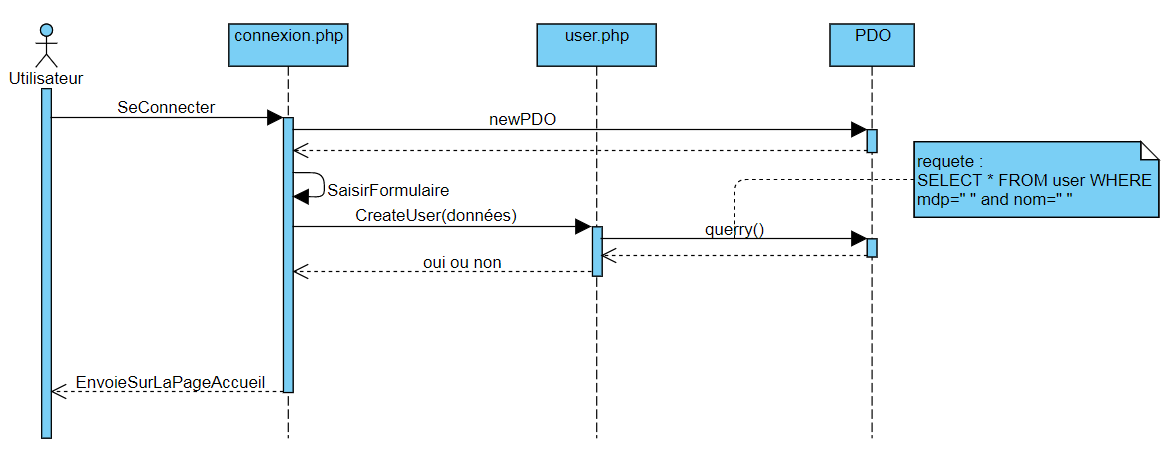 connexion.php
user.php
PDO
Utilisateur
SeConnecter
newPDO
requete :
SELECT * FROM user WHERE
mdp=" " and nom=" "
SaisirFormulaire
CreateUser(données)
querry()
oui ou non
EnvoieSurLaPageAccueil